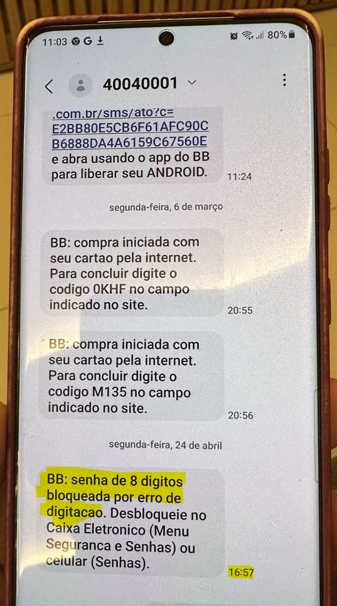 11:03 G 80%
40040001
.com.br/sms/ato?c=
E2BB80E5CB6F61AFC90C
B6888DA4A6159C67560E
e abra usando o app do BB
para liberar seu ANDROID.
11:24
segunda-feira, 6 de março
BB: compra iniciada com
seu cartao pela internet.
Para concluir digite o
codigo 0KHF no campo
indicado no site.
20:55
BB: compra iniciada com
seu cartao pela internet.
Para concluir digite o
codigo M135 no campo
indicado no site.
20:56
segunda-feira, 24 de abril
BB: senha de 8 digitos
bloqueada por erro de
digitacao. Desbloqueie no
Caixa Eletronico (Menu
Seguranca e Senhas) ou
celular (Senhas).
16:57